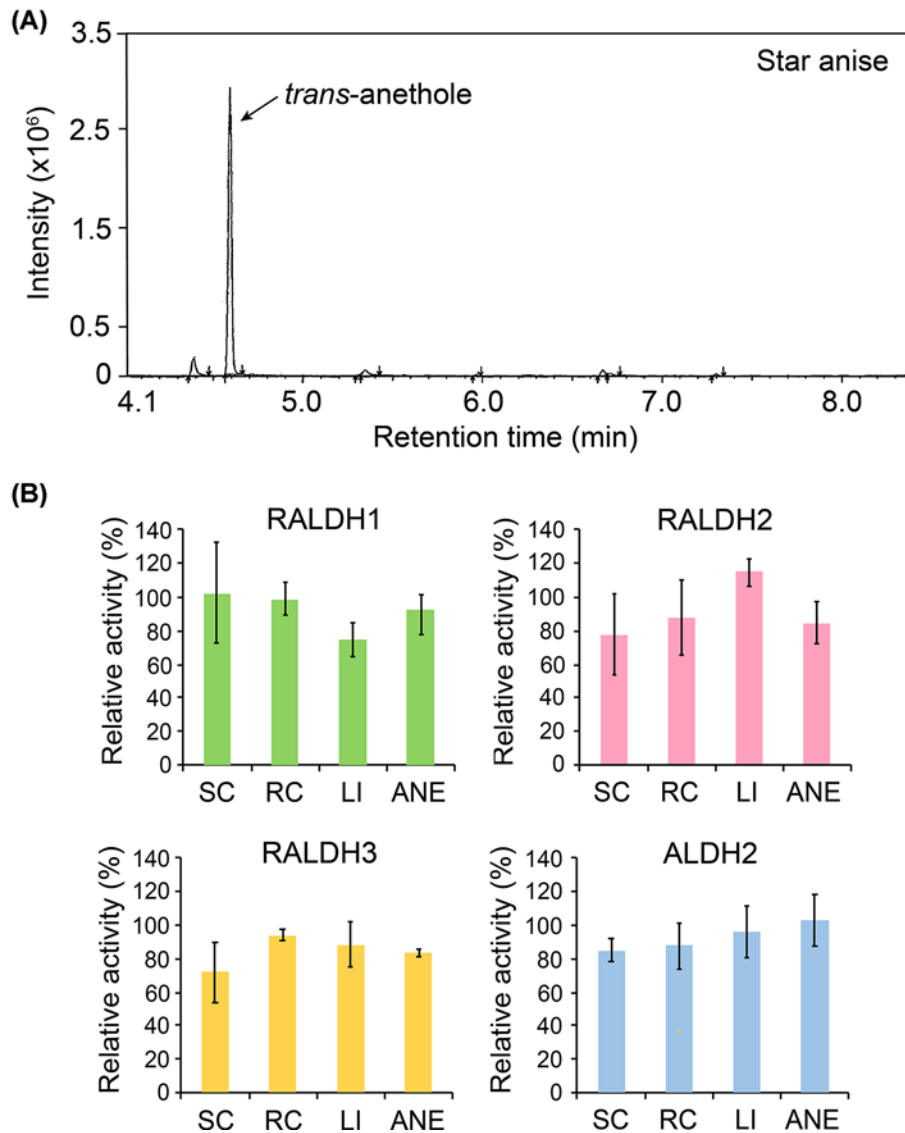 (A)
3.5
2.5
1.5
0.5
0
Intensity (x10⁶)
Star anise
trans-anethole
4.1 5.0 6.0 7.0 8.0
Retention time (min)
(B)
RALDH1
Relative activity (%)
140
120
100
80
60
40
20
0
SC RC LI ANE
RALDH2
Relative activity (%)
140
120
100
80
60
40
20
0
SC RC LI ANE
RALDH3
Relative activity (%)
140
120
100
80
60
40
20
0
SC RC LI ANE
ALDH2
Relative activity (%)
140
120
100
80
60
40
20
0
SC RC LI ANE